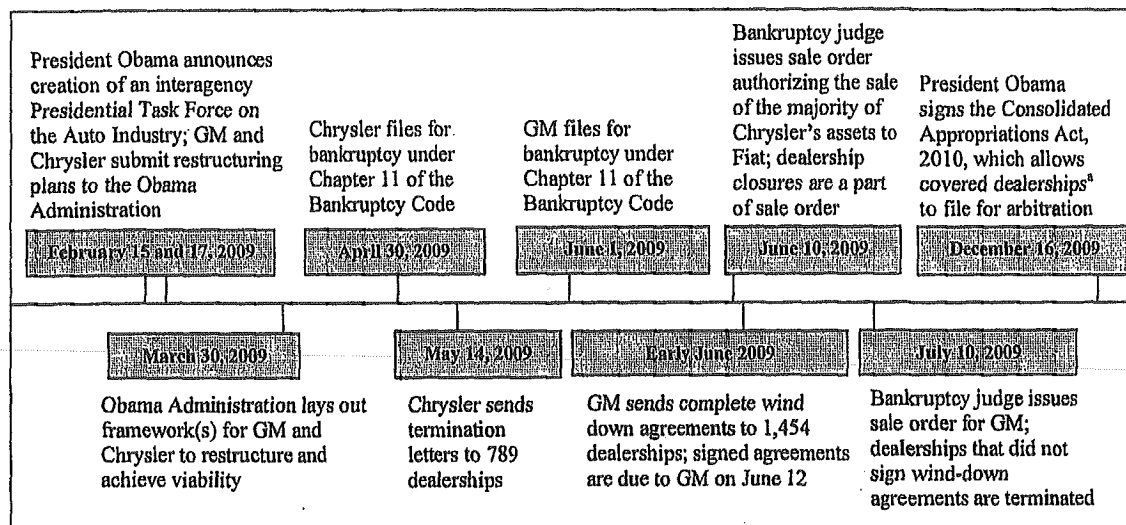 President Obama announces
creation of an interagency
Presidential Task Force on
the Auto Industry; GM and
Chrysler submit restructuring
plans to the Obama
Administration
February 15 and 17, 2009
Chrysler files for
bankruptcy under
Chapter 11 of the
Bankruptcy Code
April 30, 2009
GM files for
bankruptcy under
Chapter 11 of the
Bankruptcy Code
June 1, 2009
Bankruptcy judge
issues sale order
authorizing the sale
of the majority of
Chrysler's assets to
Fiat; dealership
closures are a part
of sale order
June 10, 2009
President Obama
signs the Consolidated
Appropriations Act,
2010, which allows
covered dealershipsª
to file for arbitration
December 16, 2009
March 30, 2009
Obama Administration lays out
framework(s) for GM and
Chrysler to restructure and
achieve viability
May 14, 2009
Chrysler sends
termination
letters to 789
dealerships
Early June 2009
GM sends complete wind
down agreements to 1,454
dealerships; signed agreements
are due to GM on June 12
July 10, 2009
Bankruptcy judge issues
sale order for GM;
dealerships that did not
sign wind-down
agreements are terminated